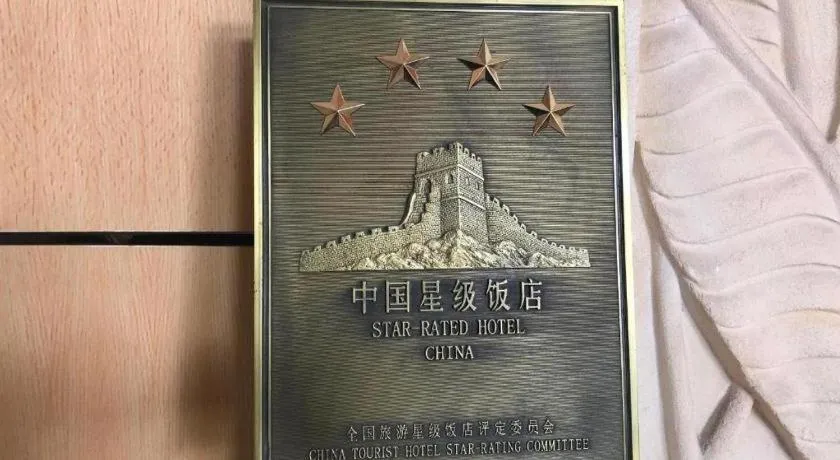 中国星级饭店
STAR-RATED HOTEL
CHINA
全国旅游星级饭店评定委员会
CHINA TOURIST HOTEL STAR-RATING COMMITTEE